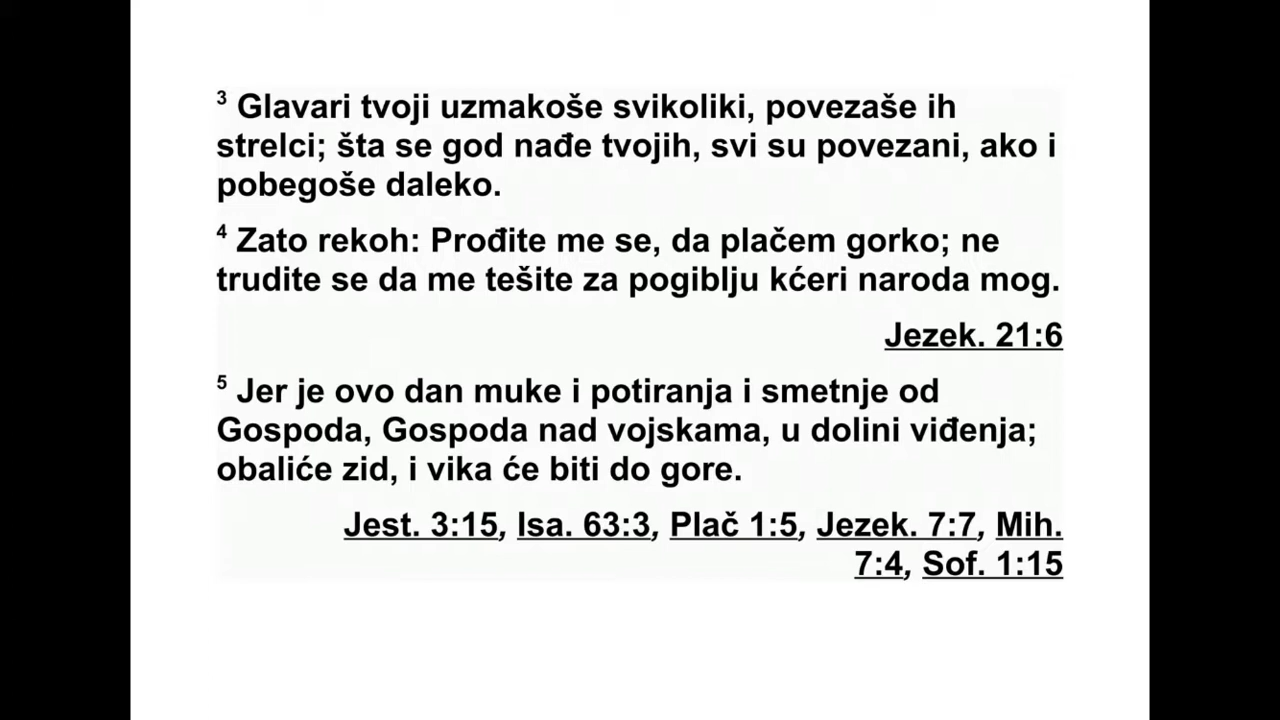 3 Glavari tvoji uzmakoše svikoliki, povezaše ih
strelci; šta se god nađe tvojih, svi su povezani, ako i
pobegoše daleko.
4 Zato rekoh: Prođite me se, da plačem gorko; ne
trudite se da me tešite za pogiblju kćeri naroda mog.
Jezek. 21:6
5 Jer je ovo dan muke i potiranja i smetnje od
Gospoda, Gospoda nad vojskama, u dolini viđenja;
obaliće zid, i vika će biti do gore.
Jest. 3:15, Isa. 63:3, Plač 1:5, Jezek. 7:7, Mih.
7:4, Sof. 1:15